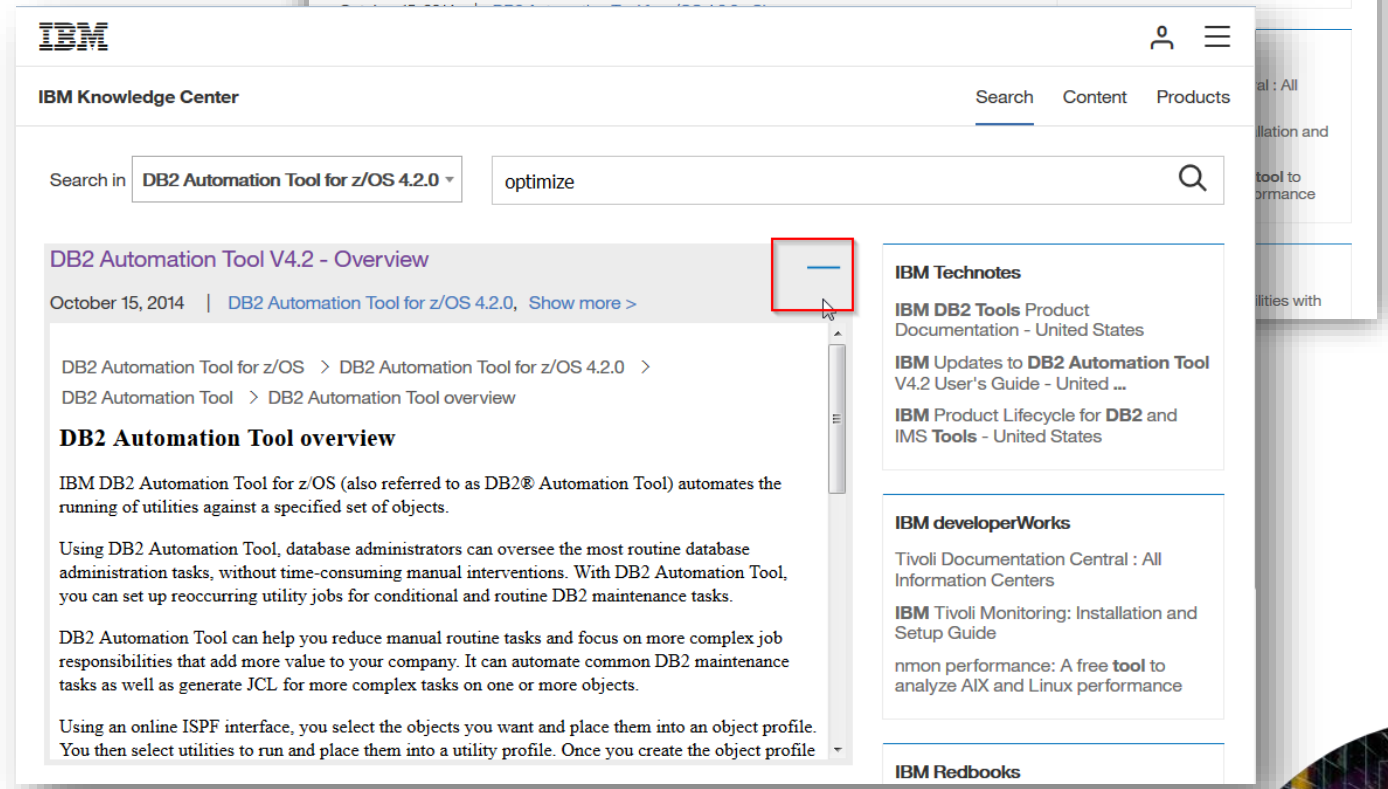 IBM
IBM Knowledge Center
Search Content Products
Search in DB2 Automation Tool for z/OS 4.2.0
optimize
DB2 Automation Tool V4.2 - Overview
October 15, 2014 | DB2 Automation Tool for z/OS 4.2.0, Show more >
DB2 Automation Tool for z/OS > DB2 Automation Tool for z/OS 4.2.0 >
DB2 Automation Tool > DB2 Automation Tool overview
DB2 Automation Tool overview
IBM DB2 Automation Tool for z/OS (also referred to as DB2® Automation Tool) automates the
running of utilities against a specified set of objects.
Using DB2 Automation Tool, database administrators can oversee the most routine database
administration tasks, without time-consuming manual interventions. With DB2 Automation Tool,
you can set up reoccurring utility jobs for conditional and routine DB2 maintenance tasks.
DB2 Automation Tool can help you reduce manual routine tasks and focus on more complex job
responsibilities that add more value to your company. It can automate common DB2 maintenance
tasks as well as generate JCL for more complex tasks on one or more objects.
Using an online ISPF interface, you select the objects you want and place them into an object profile.
You then select utilities to run and place them into a utility profile. Once you create the object profile
IBM Technotes
IBM DB2 Tools Product
Documentation - United States
IBM Updates to DB2 Automation Tool
V4.2 User's Guide - United ...
IBM Product Lifecycle for DB2 and
IMS Tools - United States
IBM developerWorks
Tivoli Documentation Central : All
Information Centers
IBM Tivoli Monitoring: Installation and
Setup Guide
nmon performance: A free tool to
analyze AIX and Linux performance
IBM Redbooks
al : All
llation and
tool to
ormance
ilities with